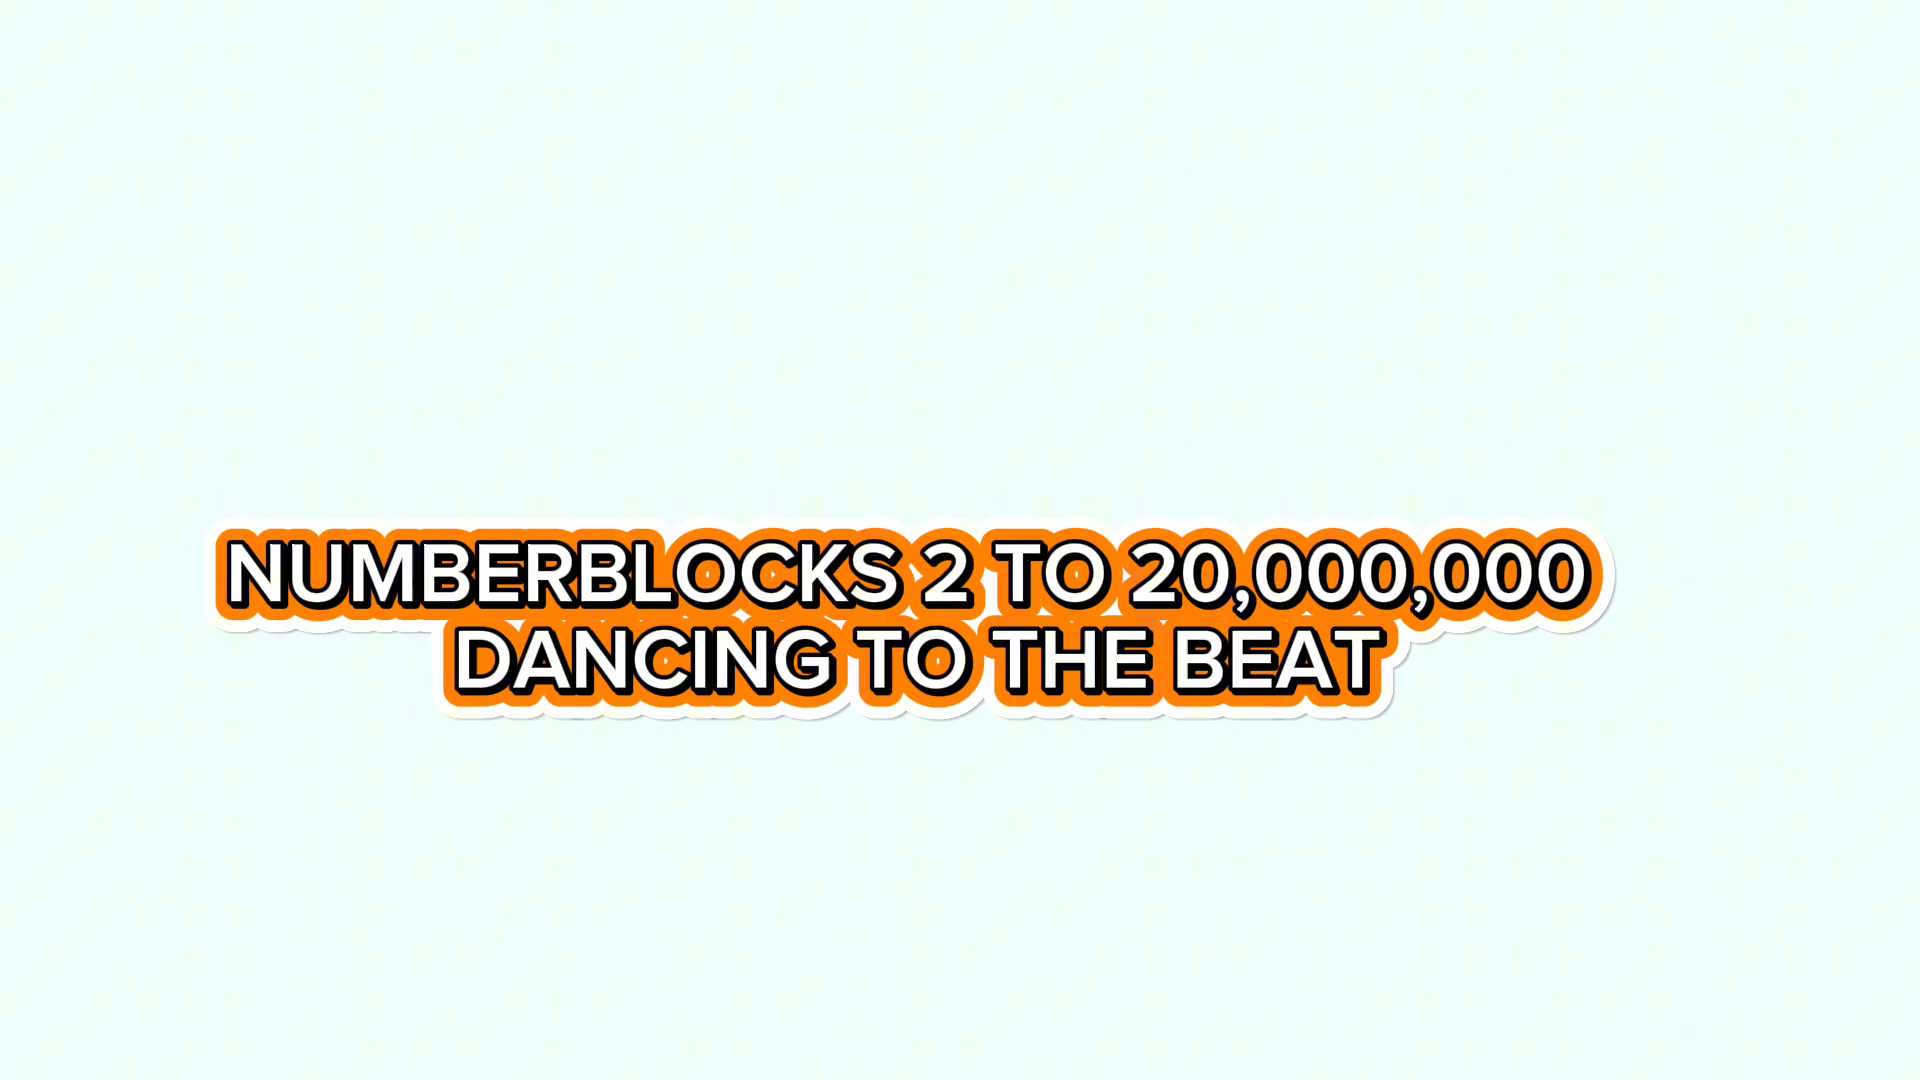 NUMBERBLOCKS 2 TO 20,000,000
DANCING TO THE BEAT